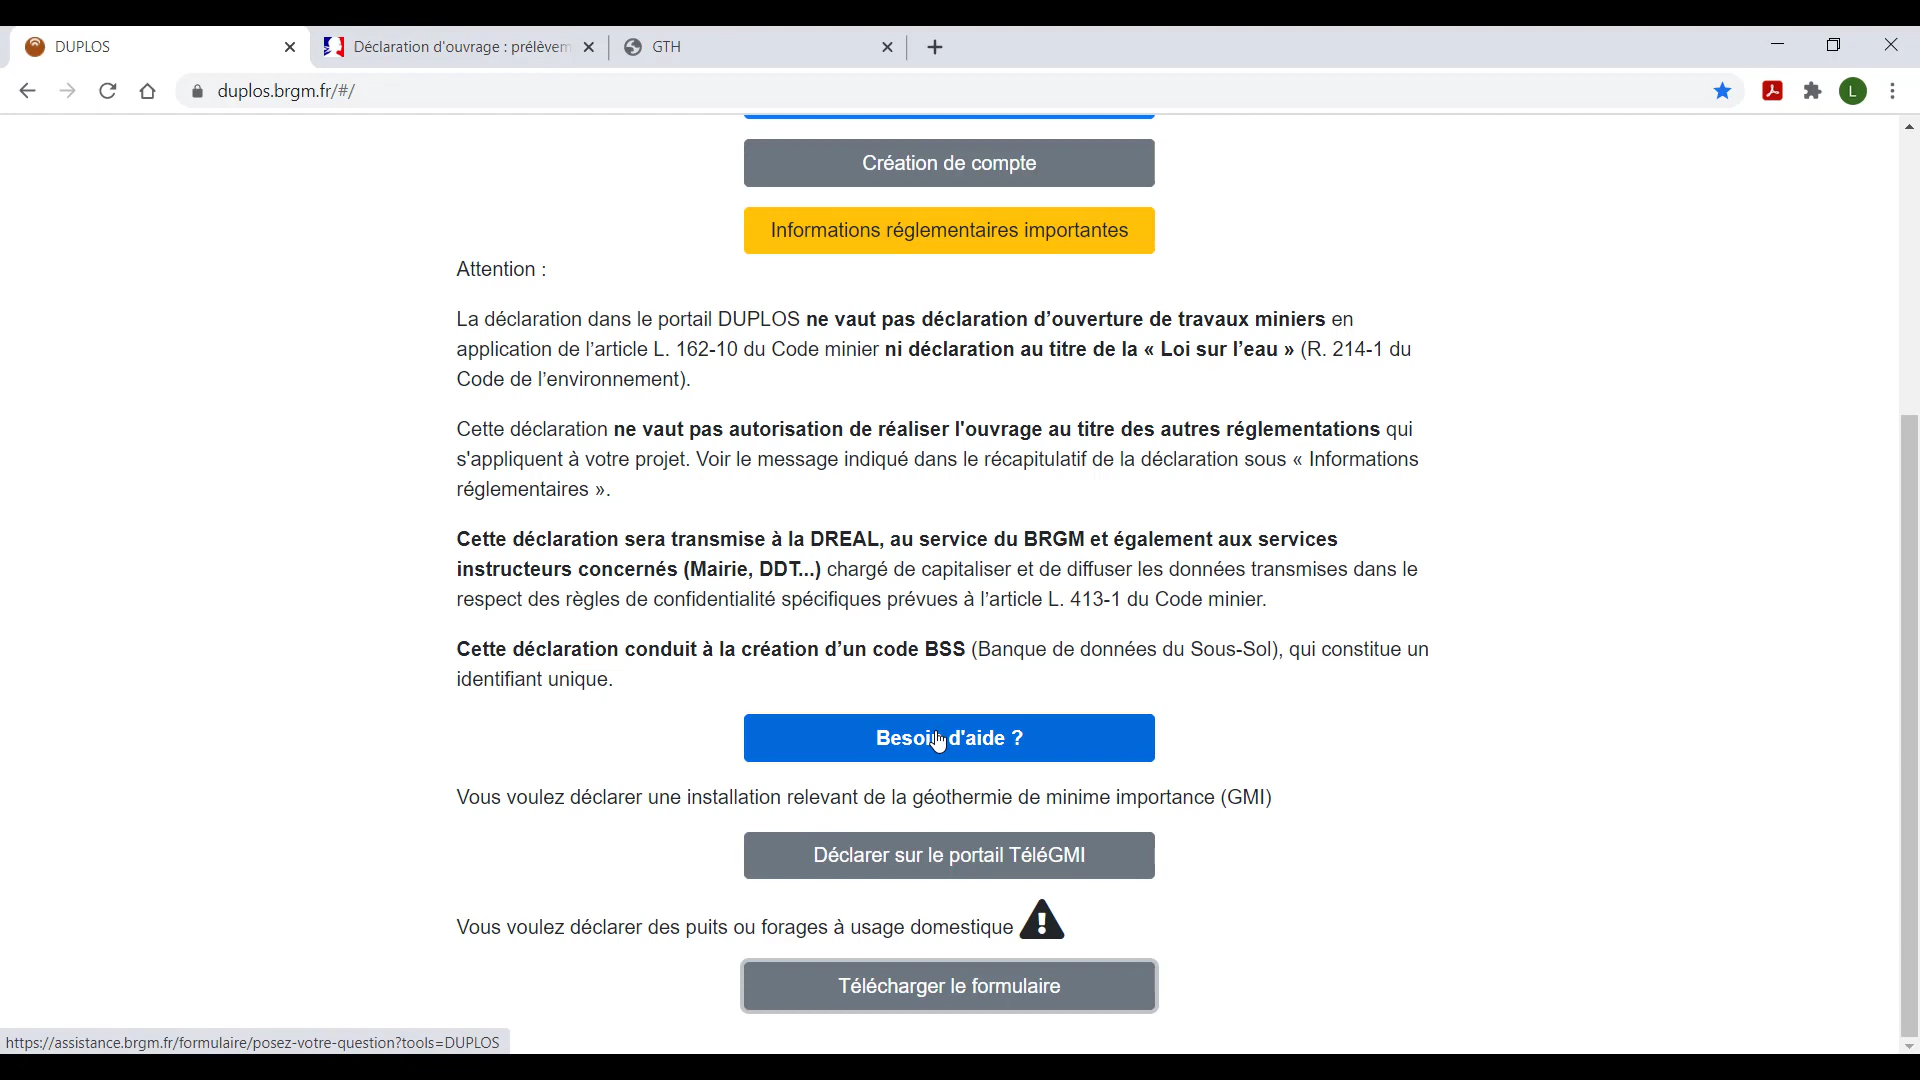 DUPLOS
Déclaration d'ouvrage : prélèvem
GTH
duplos.brgm.fr/#/
L
Création de compte
Informations réglementaires importantes
Attention :
La déclaration dans le portail DUPLOS ne vaut pas déclaration d’ouverture de travaux miniers en
application de l’article L. 162-10 du Code minier ni déclaration au titre de la « Loi sur l’eau » (R. 214-1 du
Code de l’environnement).
Cette déclaration ne vaut pas autorisation de réaliser l'ouvrage au titre des autres réglementations qui
s'appliquent à votre projet. Voir le message indiqué dans le récapitulatif de la déclaration sous « Informations
réglementaires ».
Cette déclaration sera transmise à la DREAL, au service du BRGM et également aux services
instructeurs concernés (Mairie, DDT...) chargé de capitaliser et de diffuser les données transmises dans le
respect des règles de confidentialité spécifiques prévues à l’article L. 413-1 du Code minier.
Cette déclaration conduit à la création d’un code BSS (Banque de données du Sous-Sol), qui constitue un
identifiant unique.
Besoin d'aide ?
Vous voulez déclarer une installation relevant de la géothermie de minime importance (GMI)
Déclarer sur le portail TéléGMI
Vous voulez déclarer des puits ou forages à usage domestique
Télécharger le formulaire
https://assistance.brgm.fr/formulaire/posez-votre-question?tools=DUPLOS